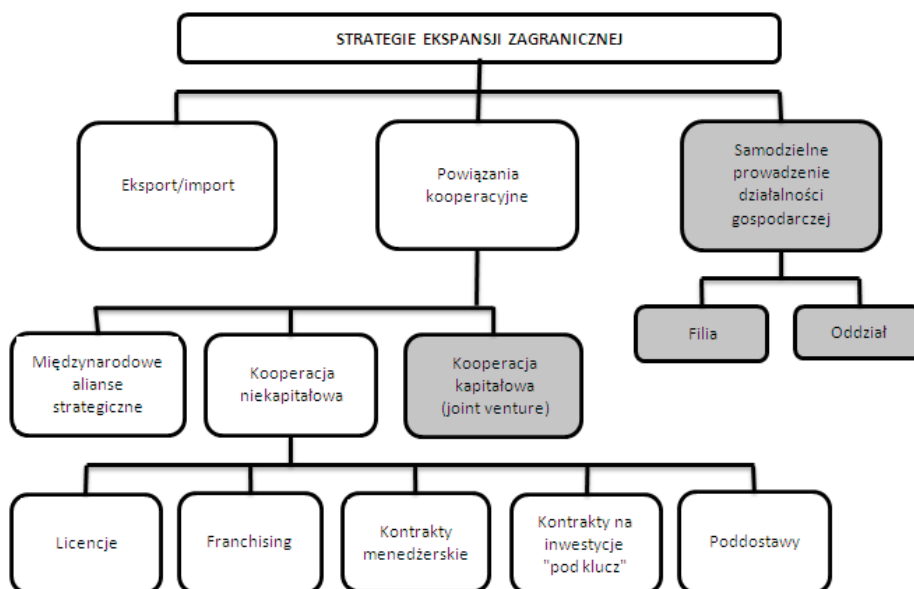 STRATEGIE EKSPANSJI ZAGRANICZNEJ
Eksport/import
Powiązania
kooperacyjne
Samodzielne
prowadzenie
działalności
gospodarczej
Filia
Oddział
Międzynarodowe
alianse
strategiczne
Kooperacja
niekapitałowa
Kooperacja
kapitałowa
(joint venture)
Licencje
Franchising
Kontrakty
menedżerskie
Kontrakty na
inwestycje
"pod klucz"
Poddostawy